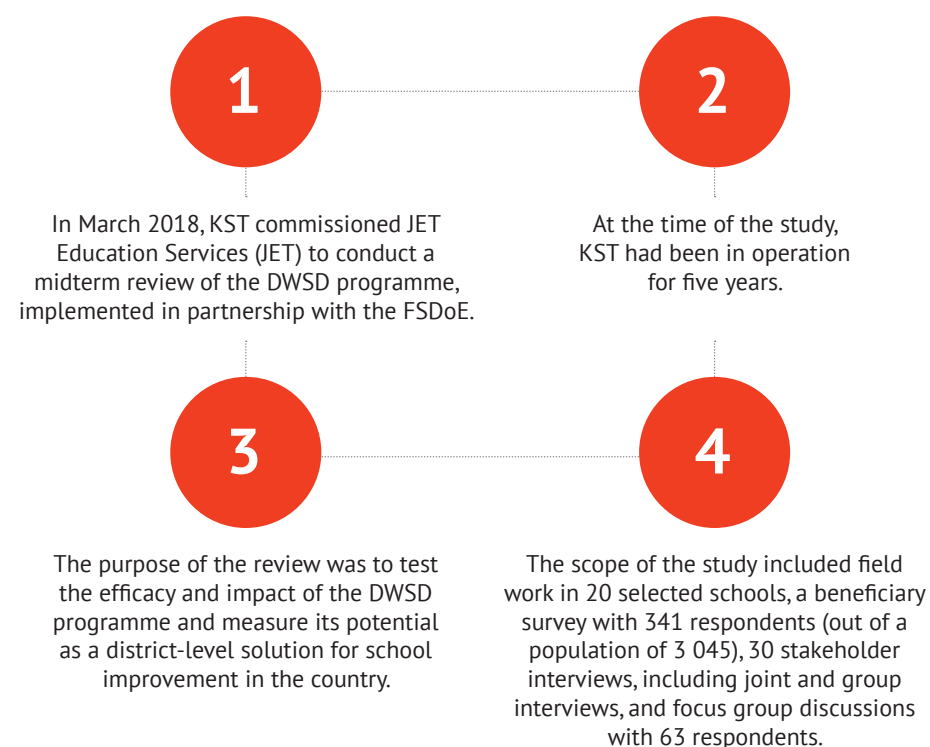 1
In March 2018, KST commissioned JET
Education Services (JET) to conduct a
midterm review of the DWSD programme,
implemented in partnership with the FSDoE.
2
At the time of the study,
KST had been in operation
for five years.
3
The purpose of the review was to test
the efficacy and impact of the DWSD
programme and measure its potential
as a district-level solution for school
improvement in the country.
4
The scope of the study included field
work in 20 selected schools, a beneficiary
survey with 341 respondents (out of a
population of 3 045), 30 stakeholder
interviews, including joint and group
interviews, and focus group discussions
with 63 respondents.